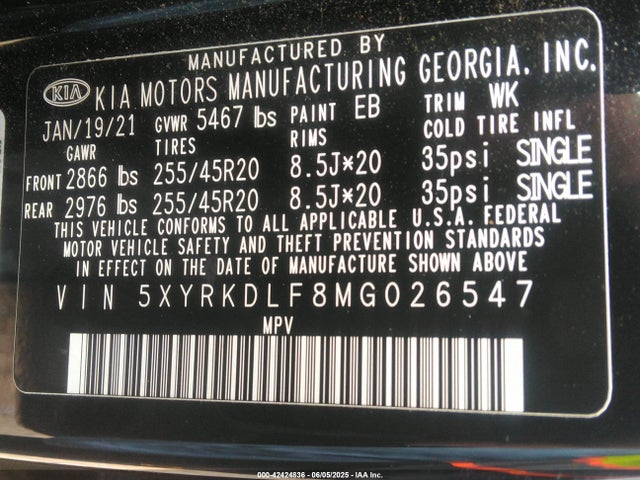 MANUFACTURED BY
KIA KIA MOTORS MANUFACTURING GEORGIA, INC.
JAN/19/21 GVWR 5467 lbs PAINT EB TRIM WK
GAWR TIRES RIMS COLD TIRE INFL
FRONT 2866 lbs 255/45R20 8.5J*20 35psi SINGLE
REAR 2976 lbs 255/45R20 8.5J*20 35psi SINGLE
THIS VEHICLE CONFORMS TO ALL APPLICABLE U.S.A. FEDERAL
MOTOR VEHICLE SAFETY AND THEFT PREVENTION STANDARDS
IN EFFECT ON THE DATE OF MANUFACTURE SHOWN ABOVE
VIN 5XYRKDLF8MG026547
MPV
000-42424836 - 06/05/2025 - IAA Inc.